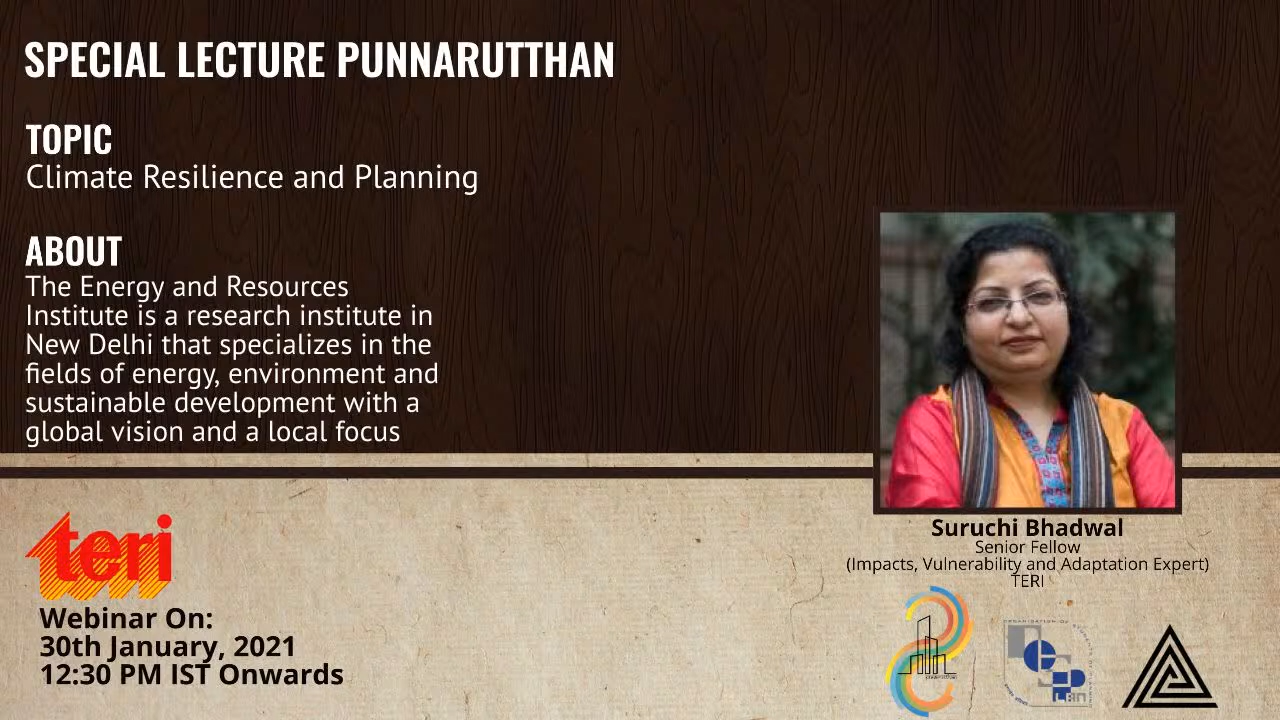 SPECIAL LECTURE PUNNARUTTHAN
TOPIC
Climate Resilience and Planning
ABOUT
The Energy and Resources
Institute is a research institute in
New Delhi that specializes in the
fields of energy, environment and
sustainable development with a
global vision and a local focus
teri
Webinar On:
30th January, 2021
12:30 PM IST Onwards
Suruchi Bhadwal
Senior Fellow
(Impacts, Vulnerability and Adaptation Expert)
TERI
PLAN